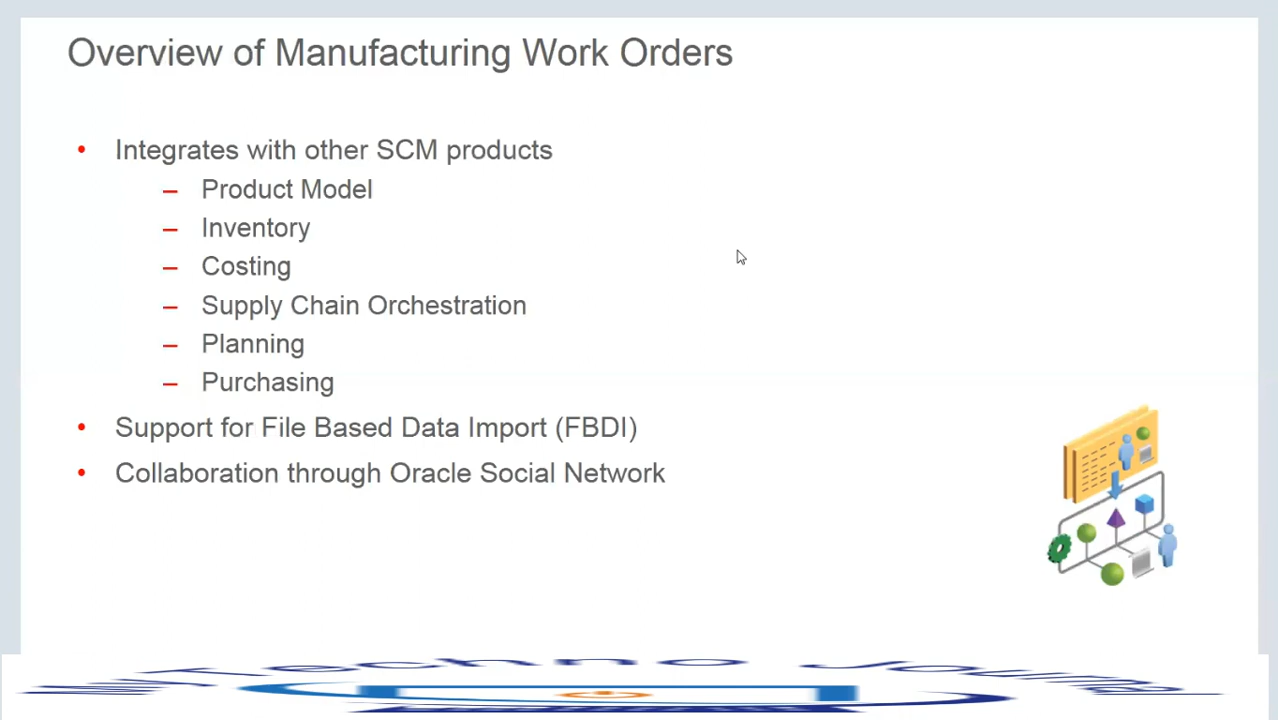 Overview of Manufacturing Work Orders
• Integrates with other SCM products
– Product Model
– Inventory
– Costing
– Supply Chain Orchestration
– Planning
– Purchasing
• Support for File Based Data Import (FBDI)
• Collaboration through Oracle Social Network